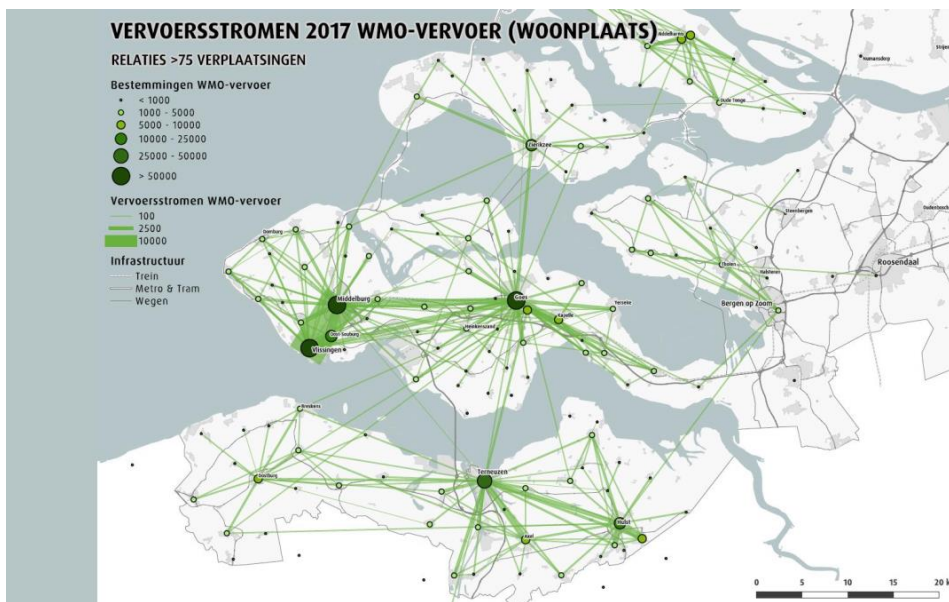 VERVOERSSTROMEN 2017 WMO-VERVOER (WOONPLAATS)
RELATIES >75 VERPLAATSINGEN
Bestemmingen WMO-vervoer
< 1000
1000 - 5000
5000 - 10000
10000 - 25000
25000 - 50000
> 50000
Vervoersstromen WMO-vervoer
100
2500
10000
Infrastructuur
Trein
Metro & Tram
Wegen
Middelharnis
Oude Tonge
Zierikzee
Steenbergen
Oudenbosch
Domburg
Tholen
Halsteren
Roosendaal
Middelburg
Goes
Kapelle
Yerseke
Bergen op Zoom
Heinkenszand
Oost-Souburg
Vlissingen
Breskens
Oostburg
Terneuzen
Hulst
Axel
0 5 10 15 20 k